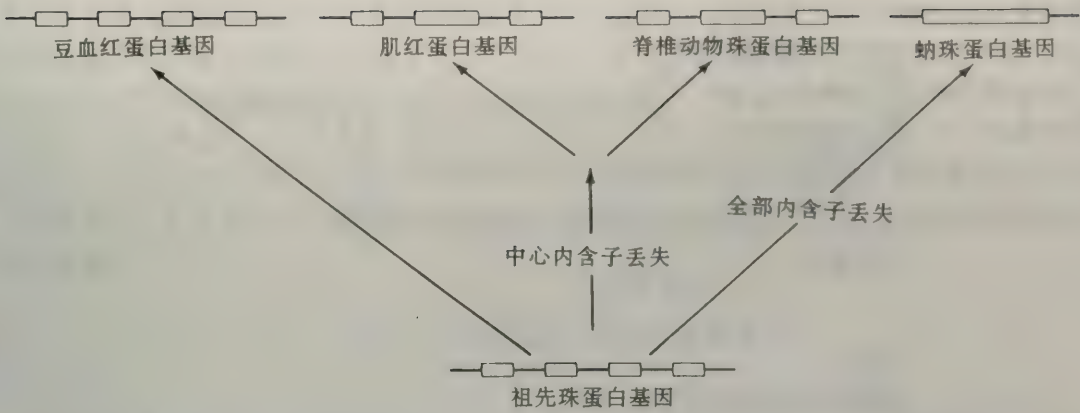 豆血红蛋白基因
肌红蛋白基因
脊椎动物珠蛋白基因
蚋珠蛋白基因
全部内含子丢失
中心内含子丢失
祖先珠蛋白基因